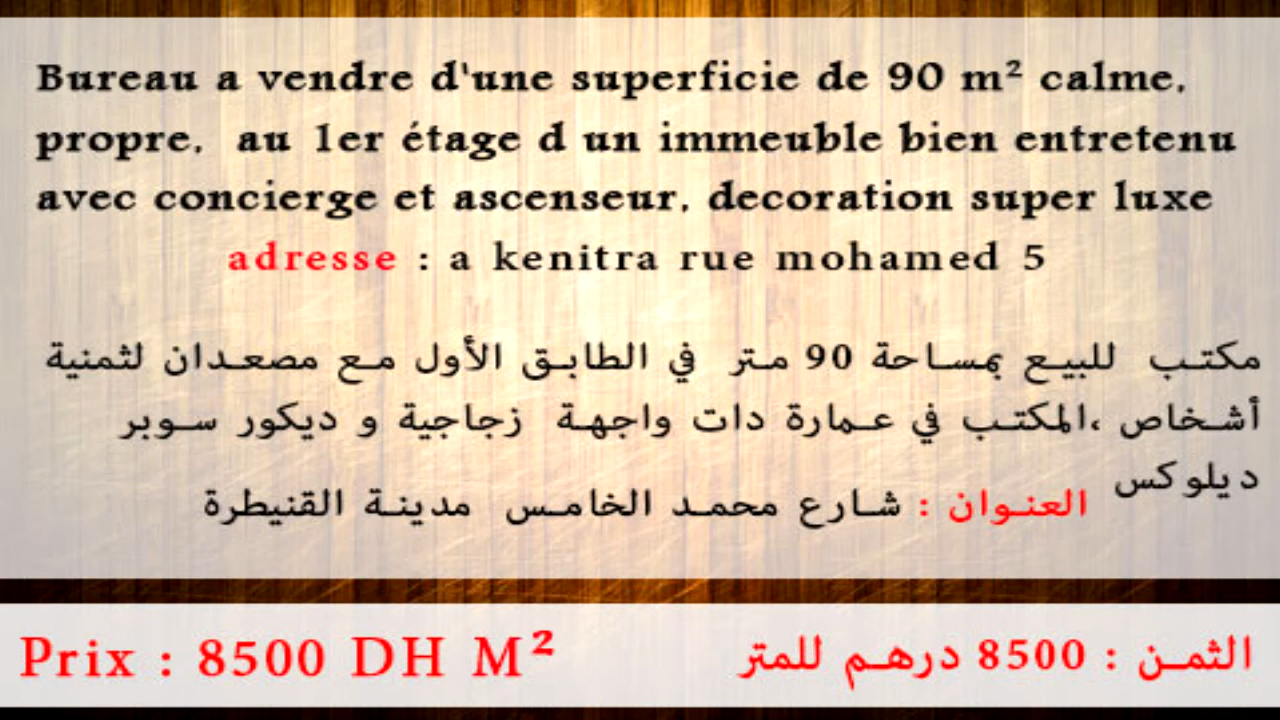 Bureau a vendre d'une superficie de 90 m² calme,
propre, au 1er étage d un immeuble bien entretenu
avec concierge et ascenseur, decoration super luxe
adresse : a kenitra rue mohamed 5
مكتب للبيع بمساحة 90 متر في الطابق الأول مع مصعدان لثمنية
أشخاص ،المكتب في عمارة دات واجهة زجاجية و ديكور سوبر
ديلوكس
العنوان : شارع محمد الخامس مدينة القنيطرة
Prix : 8500 DH M²
الثمن : 8500 درهم للمتر